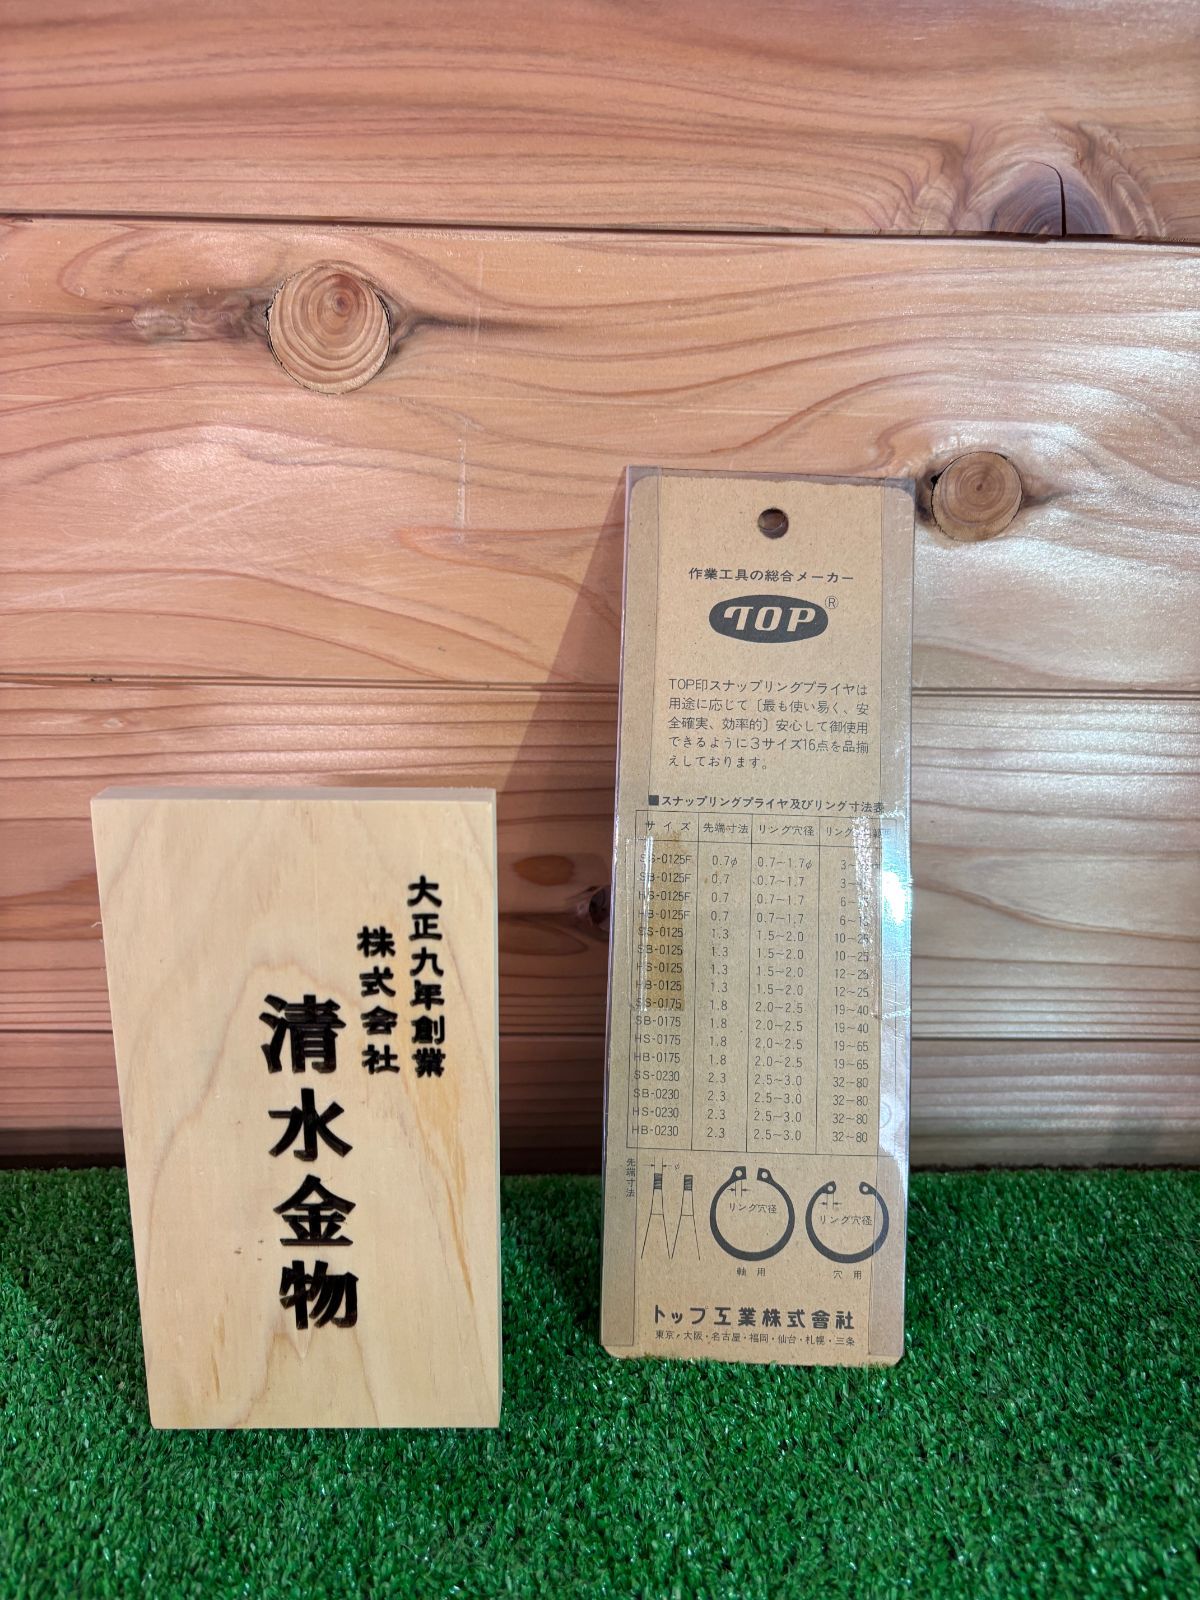 大正九年創業
株式会社
清水金物
作業工具の総合メーカー
TOP®
TOP印スナップリングプライヤは
用途に応じて〔最も使い易く、安
全確実、効率的〕安心して御使用
できるように3サイズ16点を品揃
えしております。
■スナップリングプライヤ及びリング寸法表
サイズ 先端寸法 リング穴径 リング
SS-0125F 0.7φ 0.7~1.7φ 3~
SB-0125F 0.7 0.7~1.7 3~
HS-0125F 0.7 0.7~1.7 6~
HB-0125F 0.7 0.7~1.7 6~
SS-0125 1.3 1.5~2.0 10~25
SB-0125 1.3 1.5~2.0 10~25
HS-0125 1.3 1.5~2.0 12~25
HB-0125 1.3 1.5~2.0 12~25
SS-0175 1.8 2.0~2.5 19~40
SB-0175 1.8 2.0~2.5 19~40
HS-0175 1.8 2.0~2.5 19~65
HB-0175 1.8 2.0~2.5 19~65
SS-0230 2.3 2.5~3.0 32~80
SB-0230 2.3 2.5~3.0 32~80
HS-0230 2.3 2.5~3.0 32~80
HB-0230 2.3 2.5~3.0 32~80
先端寸法
φ
リング穴径
軸用
リング穴径
穴用
トップ工業株式會社
東京・大阪・名古屋・福岡・仙台・札幌・三条